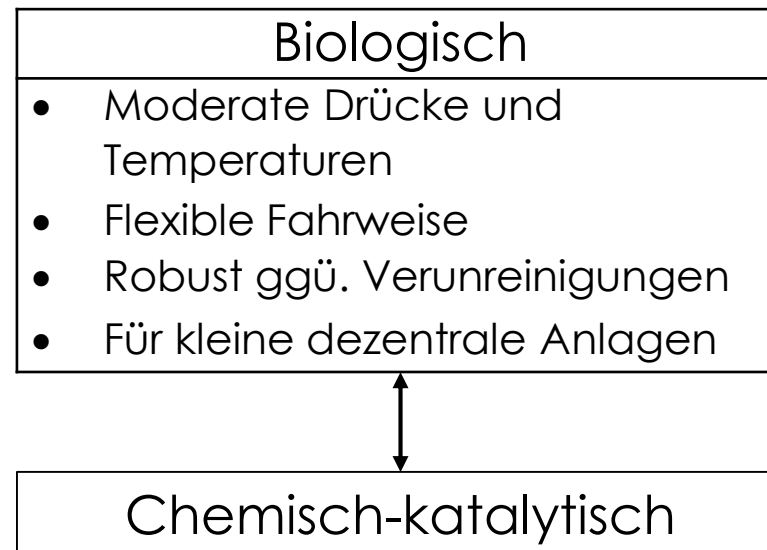 Biologisch
• Moderate Drücke und
Temperaturen
• Flexible Fahrweise
• Robust ggü. Verunreinigungen
• Für kleine dezentrale Anlagen
Chemisch-katalytisch